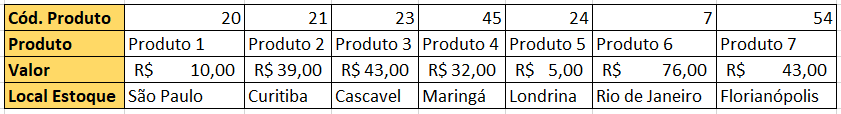 Cód. Produto 20 21 23 45 24 7 54
Produto Produto 1 Produto 2 Produto 3 Produto 4 Produto 5 Produto 6 Produto 7
Valor R$ 10,00 R$ 39,00 R$ 43,00 R$ 32,00 R$ 5,00 R$ 76,00 R$ 43,00
Local Estoque São Paulo Curitiba Cascavel Maringá Londrina Rio de Janeiro Florianópolis